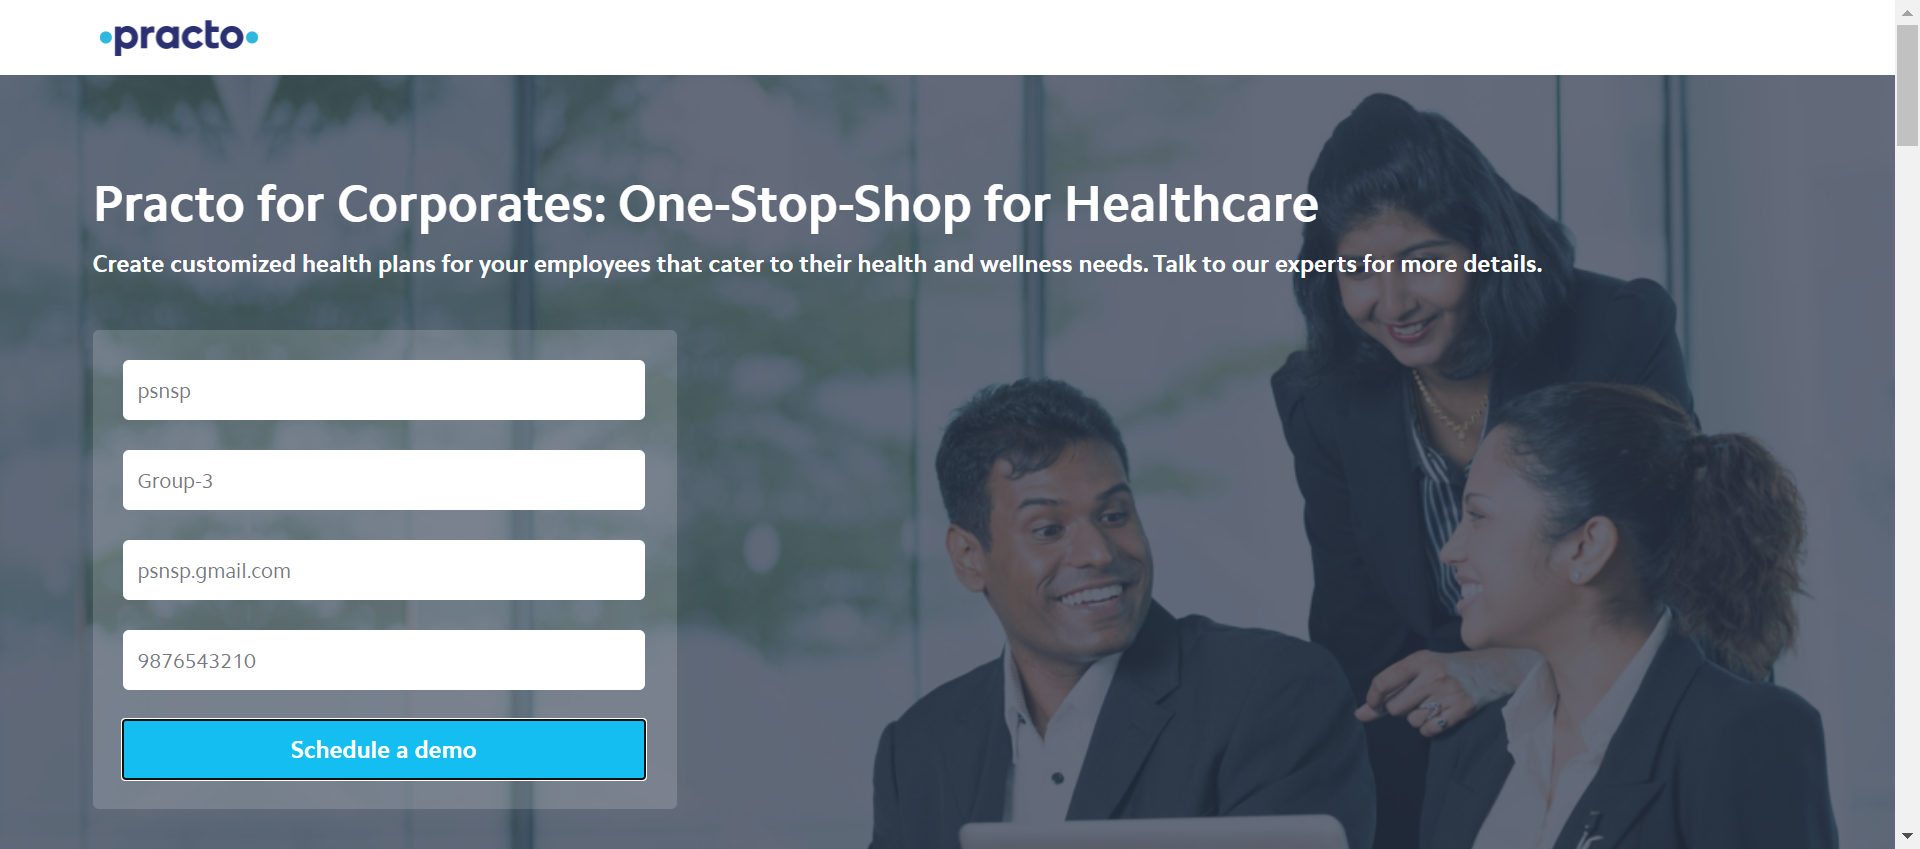 practo
Practo for Corporates: One-Stop-Shop for Healthcare
Create customized health plans for your employees that cater to their health and wellness needs. Talk to our experts for more details.
psnsp
Group-3
psnsp.gmail.com
9876543210
Schedule a demo